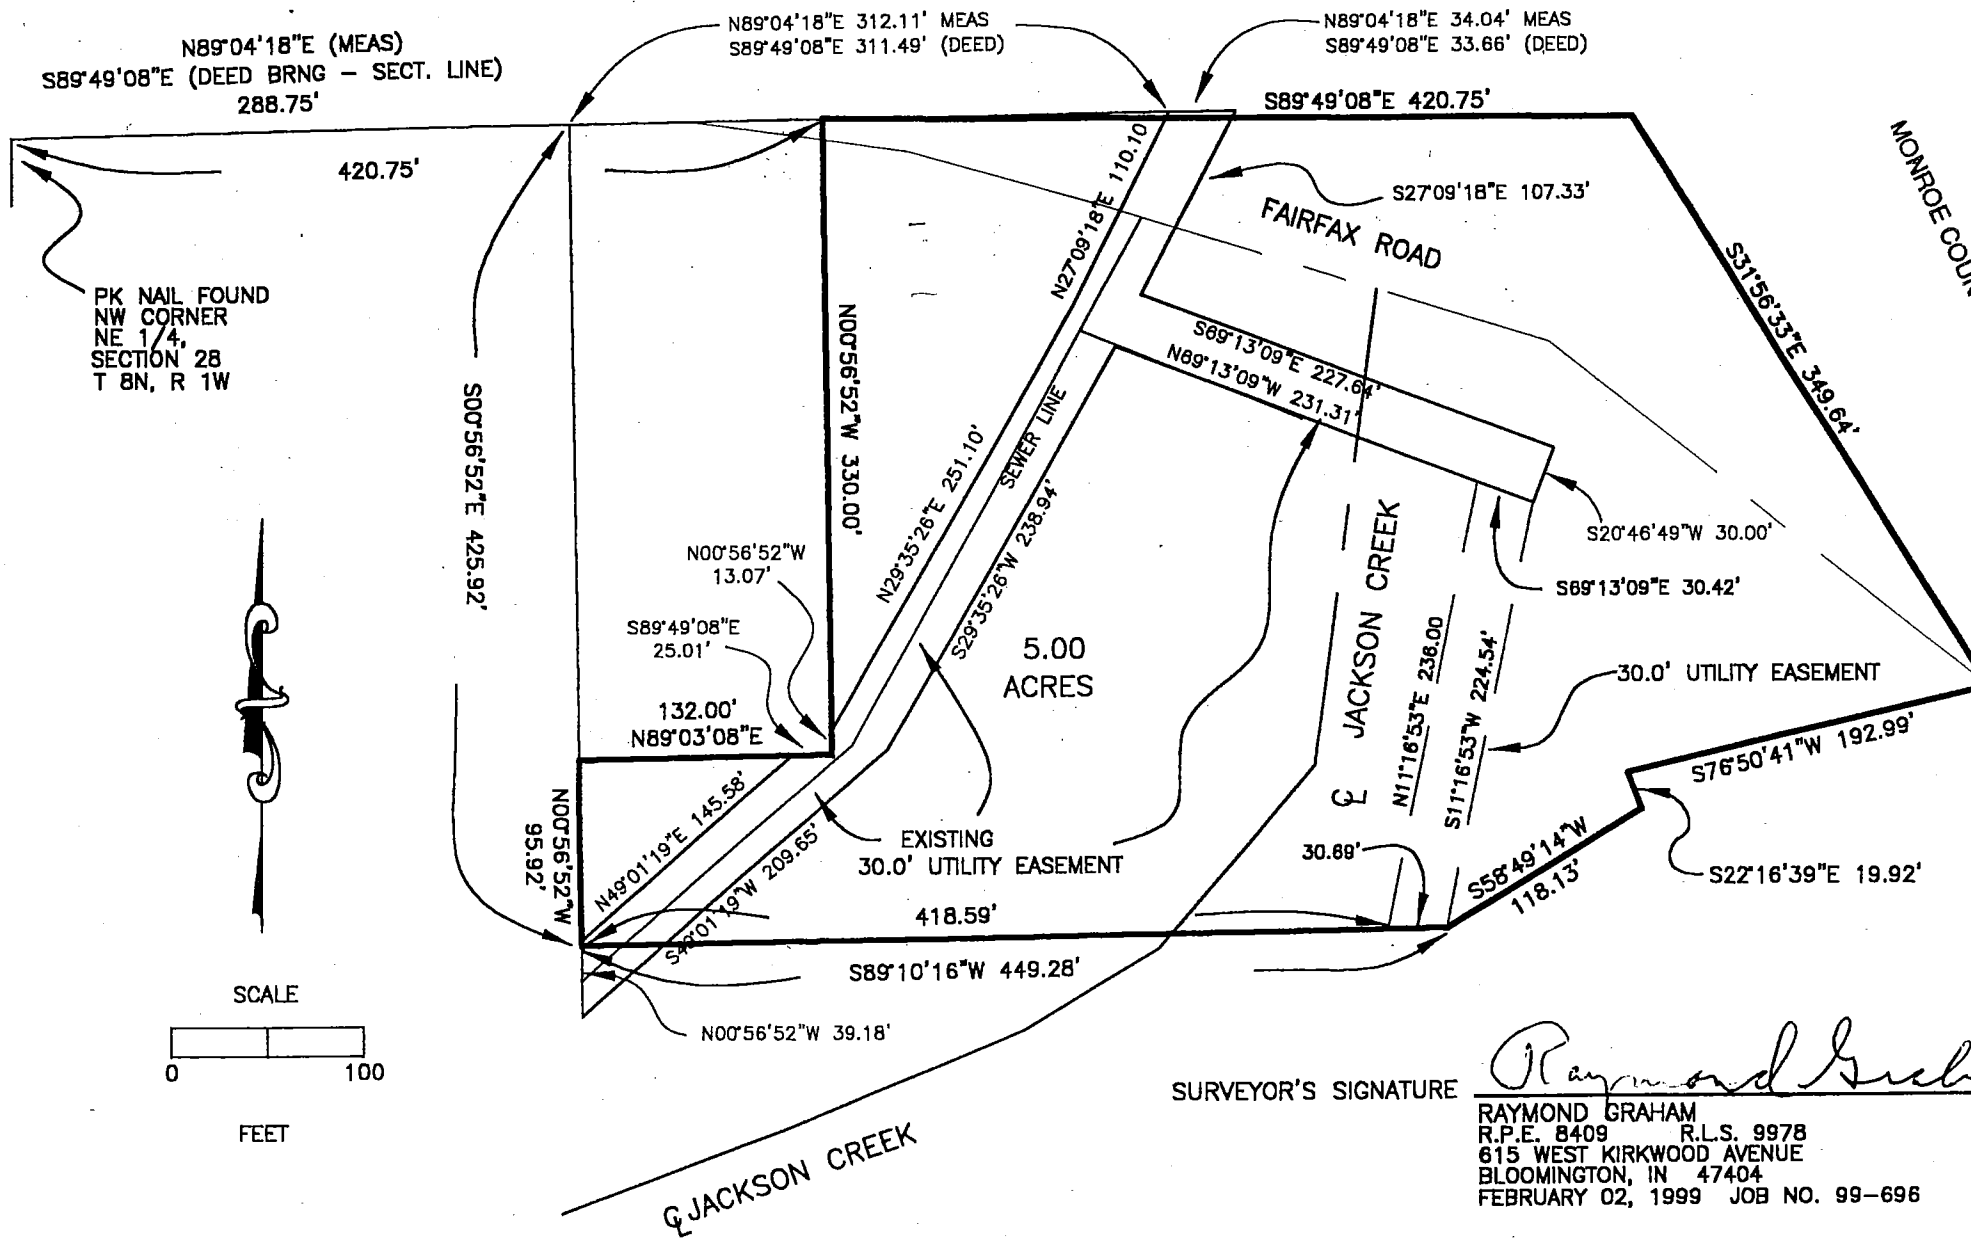 N89°04'18"E (MEAS)
S89°49'08"E (DEED BRNG – SECT. LINE)
288.75'
N89°04'18"E 312.11' MEAS
S89°49'08"E 311.49' (DEED)
N89°04'18"E 34.04' MEAS
S89°49'08"E 33.66' (DEED)
S89°49'08"E 420.75'
420.75'
PK NAIL FOUND
NW CORNER
NE 1/4,
SECTION 28
T 8N, R 1W
S00°56'52"E 425.92'
N00°56'52"W 330.00'
N27°09'18"E 110.10
S27°09'18"E 107.33'
FAIRFAX ROAD
MONROE COUN
S31°56'33"E 349.64'
S69°13'09"E 227.64'
N69°13'09"W 231.31'
SEWER LINE
N29°35'26"E 251.10'
S29°35'26"W 238.94'
N00°56'52"W
13.07'
S89°49'08"E
25.01'
132.00'
N89°03'08"E
5.00
ACRES
JACKSON CREEK
℄
S20°46'49"W 30.00'
S69°13'09"E 30.42'
N11°16'53"E 236.00
S11°16'53"W 224.54'
30.0' UTILITY EASEMENT
S76°50'41"W 192.99'
S22°16'39"E 19.92'
S58°49'14"W
118.13'
30.69'
N00°56'52"W
95.92'
N49°01'19"E 145.58'
S49°01'19"W 209.65'
EXISTING
30.0' UTILITY EASEMENT
418.59'
S89°10'16"W 449.28'
N00°56'52"W 39.18'
SCALE
0 100
FEET
℄ JACKSON CREEK
SURVEYOR'S SIGNATURE Raymond Grah
RAYMOND GRAHAM
R.P.E. 8409 R.L.S. 9978
615 WEST KIRKWOOD AVENUE
BLOOMINGTON, IN 47404
FEBRUARY 02, 1999 JOB NO. 99–696